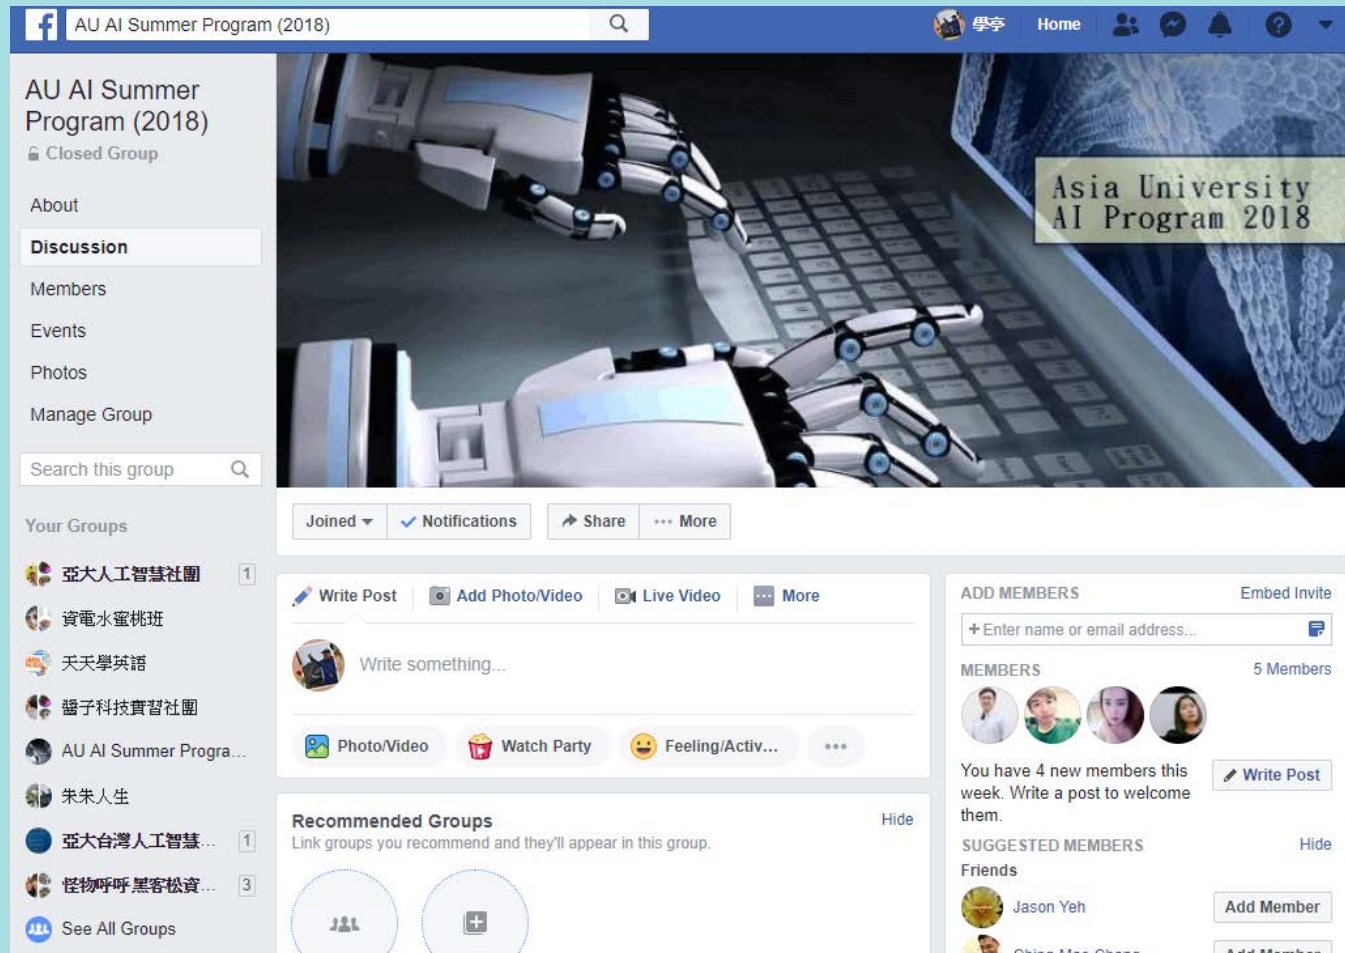 AU AI Summer Program (2018)
學亭
Home
AU AI Summer
Program (2018)
Closed Group
About
Discussion
Members
Events
Photos
Manage Group
Search this group
Your Groups
亞大人工智慧社團 1
資電水蜜桃班
天天學英語
醬子科技實習社團
AU AI Summer Progra...
朱朱人生
亞大台灣人工智慧... 1
怪物呼呼黑客松資... 3
See All Groups
Asia University
AI Program 2018
Joined
Notifications
Share
More
Write Post
Add Photo/Video
Live Video
More
Write something...
Photo/Video
Watch Party
Feeling/Activ...
Recommended Groups
Hide
Link groups you recommend and they'll appear in this group.
ADD MEMBERS
Embed Invite
+ Enter name or email address...
MEMBERS
5 Members
You have 4 new members this
week. Write a post to welcome
them.
Write Post
SUGGESTED MEMBERS
Hide
Friends
Jason Yeh
Add Member
Add Member